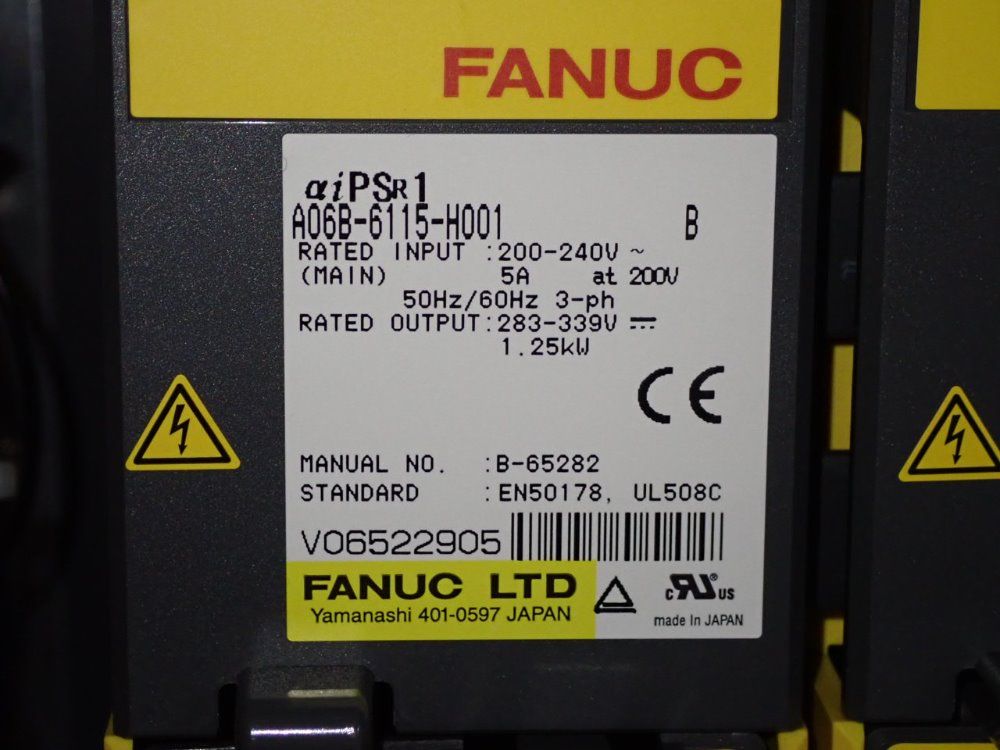 FANUC
αiPSR1
A06B-6115-H001 B
RATED INPUT :200-240V ~
(MAIN) 5A at 200V
50Hz/60Hz 3-ph
RATED OUTPUT:283-339V ⎓
1.25kW
CE
MANUAL NO. :B-65282
STANDARD :EN50178, UL508C
V06522905
FANUC LTD
Yamanashi 401-0597 JAPAN
c RU ® US
made In JAPAN